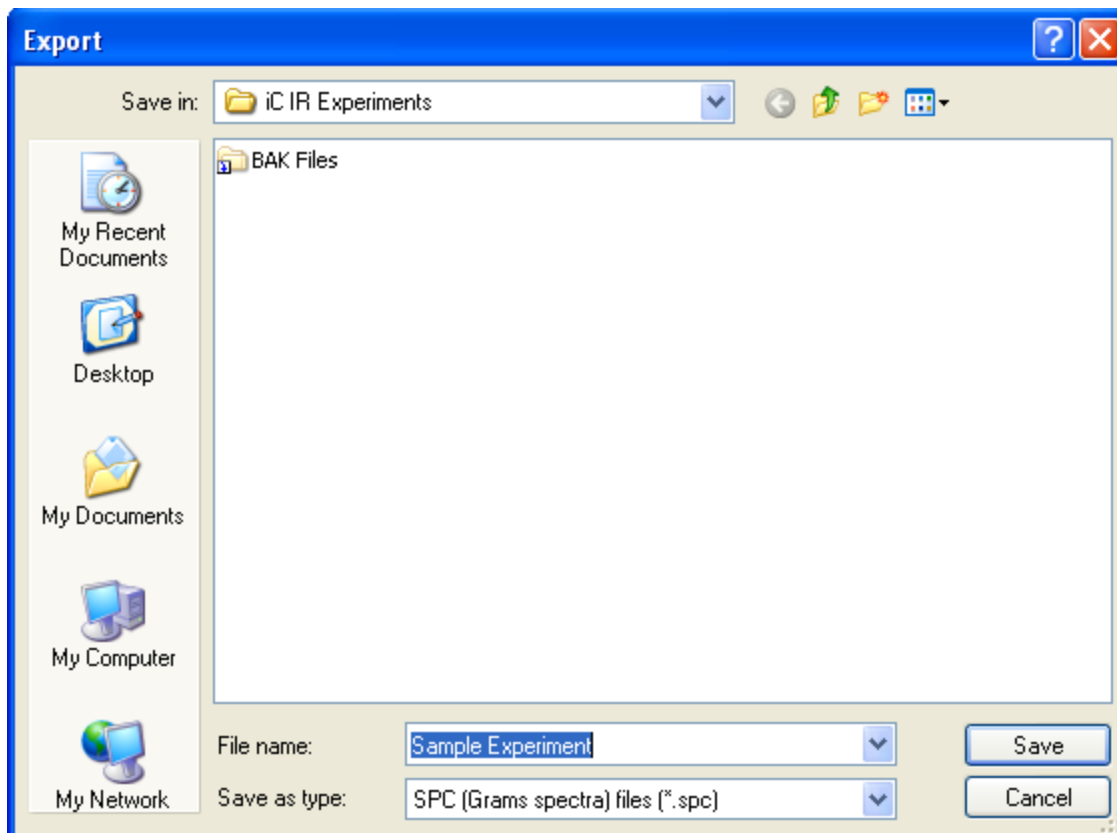 Export
Save in:
iC IR Experiments
BAK Files
My Recent
Documents
Desktop
My Documents
My Computer
My Network
File name:
Sample Experiment
Save
Save as type:
SPC (Grams spectra) files (*.spc)
Cancel